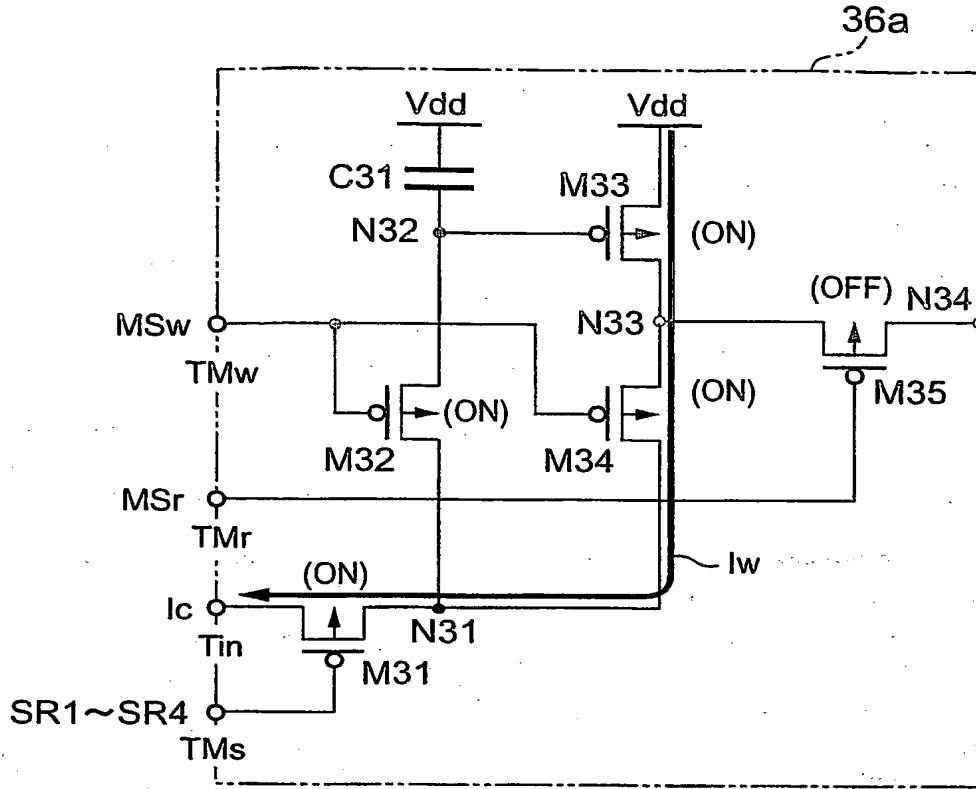 36a
Vdd
Vdd
C31
M33
N32
(ON)
(OFF)
N34
MSw
N33
TMw
(ON)
(ON)
M35
M32
M34
MSr
TMr
(ON)
Iw
Ic
N31
Tin
M31
SR1～SR4
TMs